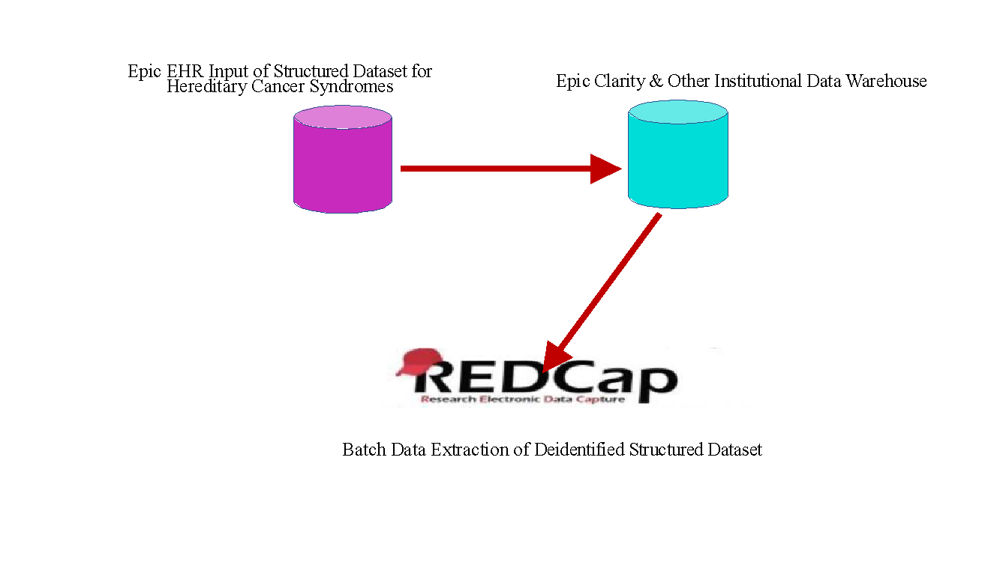 Epic EHR Input of Structured Dataset for
Hereditary Cancer Syndromes
Epic Clarity & Other Institutional Data Warehouse
REDCap
Research Electronic Data Capture
Batch Data Extraction of Deidentified Structured Dataset